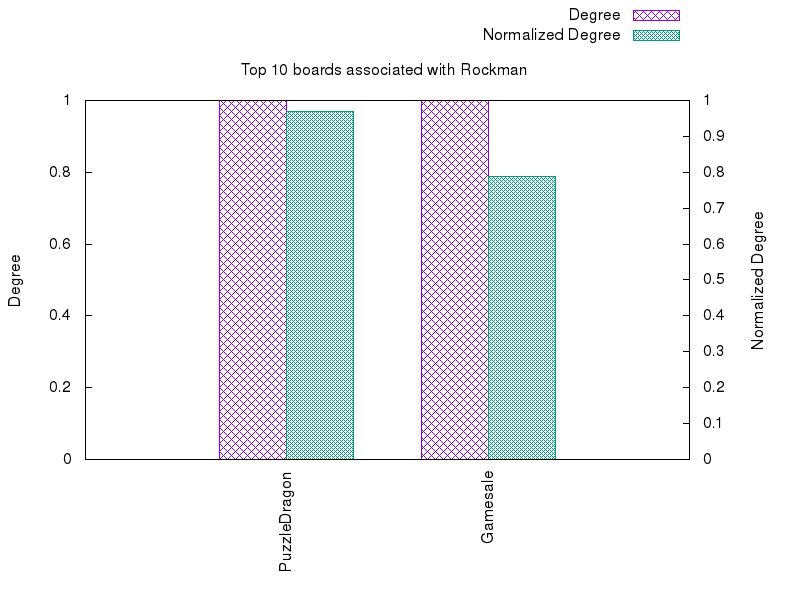 Degree
Normalized Degree
Top 10 boards associated with Rockman
1
0.8
0.6
0.4
0.2
0
1
0.9
0.8
0.7
0.6
0.5
0.4
0.3
0.2
0.1
0
Degree
Normalized Degree
PuzzleDragon
Gamesale